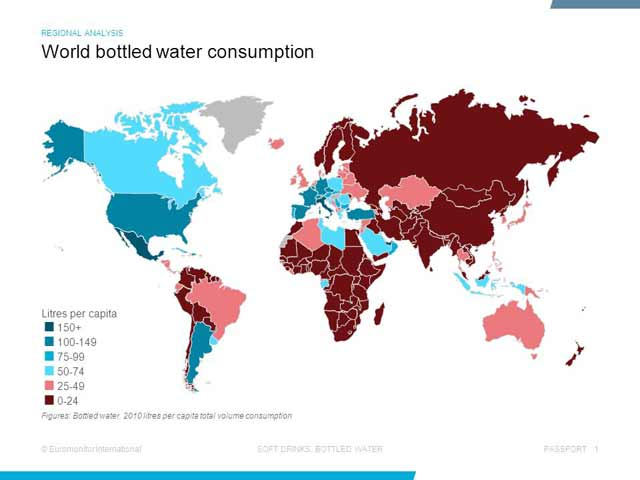 REGIONAL ANALYSIS
World bottled water consumption
Litres per capita
150+
100-149
75-99
50-74
25-49
0-24
Figures: Bottled water, 2010 litres per capita total volume consumption
© Euromonitor International
SOFT DRINKS: BOTTLED WATER
PASSPORT 1